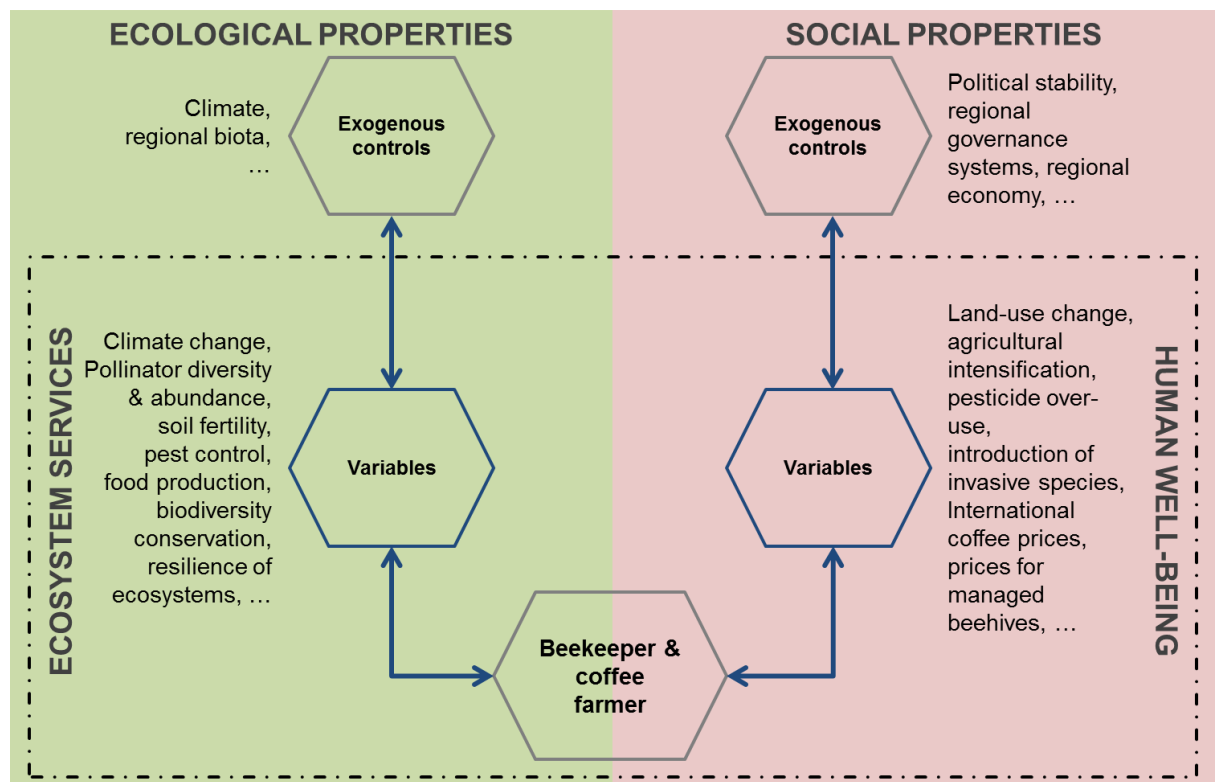 ECOLOGICAL PROPERTIES
SOCIAL PROPERTIES
Climate,
regional biota,
…
Exogenous
controls
Exogenous
controls
Political stability,
regional
governance
systems, regional
economy, …
ECOSYSTEM SERVICES
Climate change,
Pollinator diversity
& abundance,
soil fertility,
pest control,
food production,
biodiversity
conservation,
resilience of
ecosystems, …
Variables
Variables
Land-use change,
agricultural
intensification,
pesticide over-
use,
introduction of
invasive species,
International
coffee prices,
prices for
managed
beehives, …
HUMAN WELL-BEING
Beekeeper &
coffee
farmer